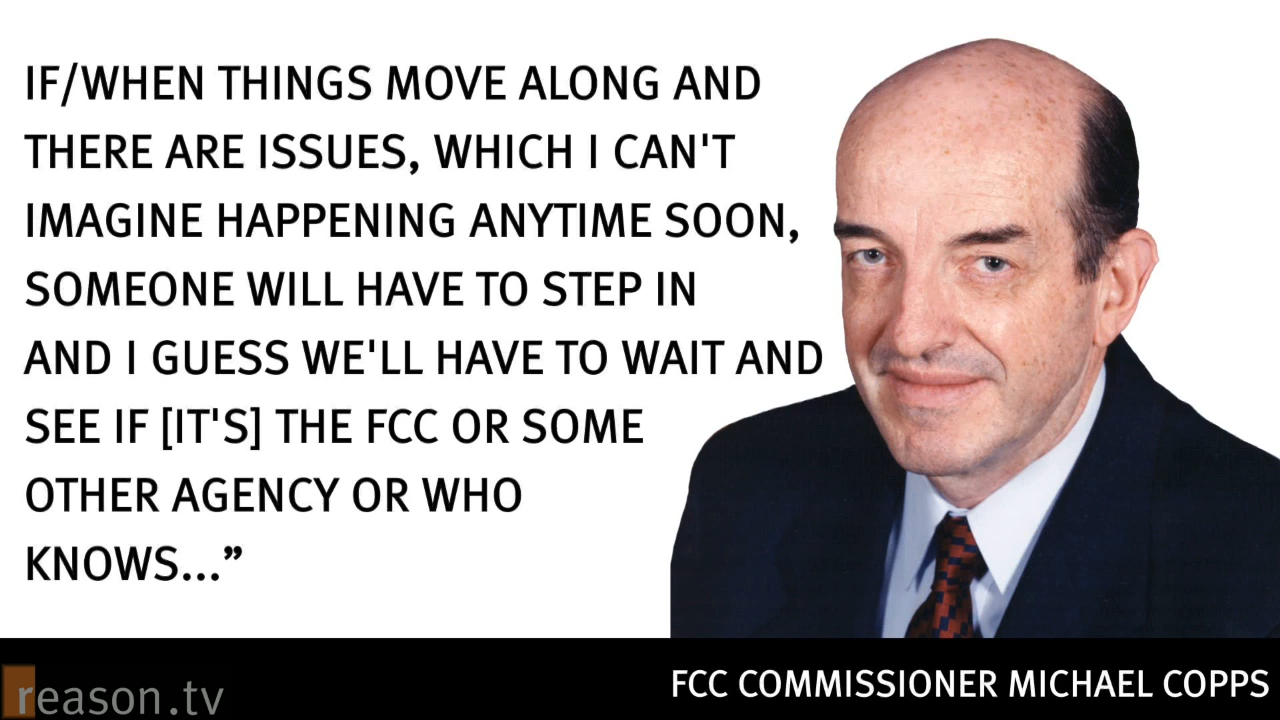 IF/WHEN THINGS MOVE ALONG AND
THERE ARE ISSUES, WHICH I CAN'T
IMAGINE HAPPENING ANYTIME SOON,
SOMEONE WILL HAVE TO STEP IN
AND I GUESS WE'LL HAVE TO WAIT AND
SEE IF [IT'S] THE FCC OR SOME
OTHER AGENCY OR WHO
KNOWS...”
reason.tv
FCC COMMISSIONER MICHAEL COPPS